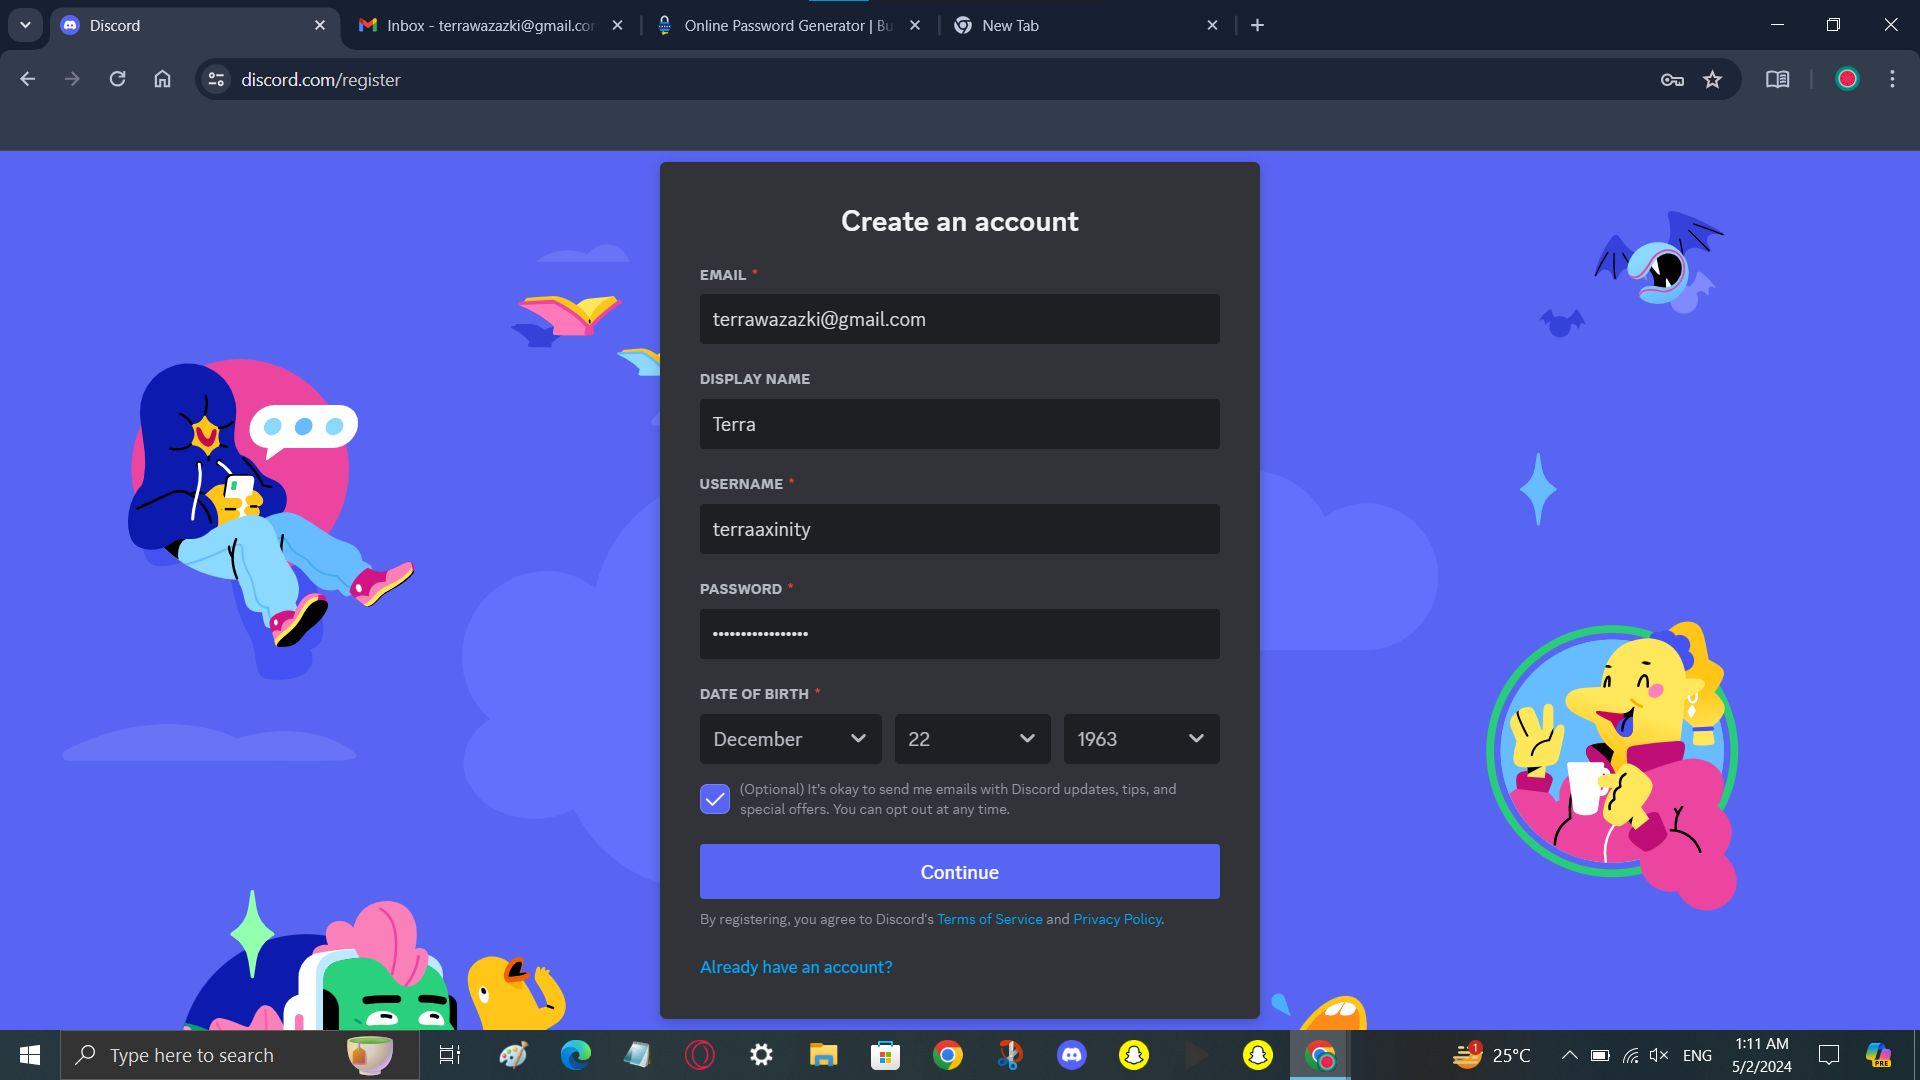 Discord
Inbox - terrawazazki@gmail.co
Online Password Generator | Bu
New Tab
discord.com/register
Create an account
EMAIL *
terrawazazki@gmail.com
DISPLAY NAME
Terra
USERNAME *
terraaxinity
PASSWORD *
•••••••••••••••••
DATE OF BIRTH *
December
22
1963
(Optional) It's okay to send me emails with Discord updates, tips, and
special offers. You can opt out at any time.
Continue
By registering, you agree to Discord's Terms of Service and Privacy Policy.
Already have an account?
Type here to search
1
25°C
ENG
1:11 AM
5/2/2024
PRE